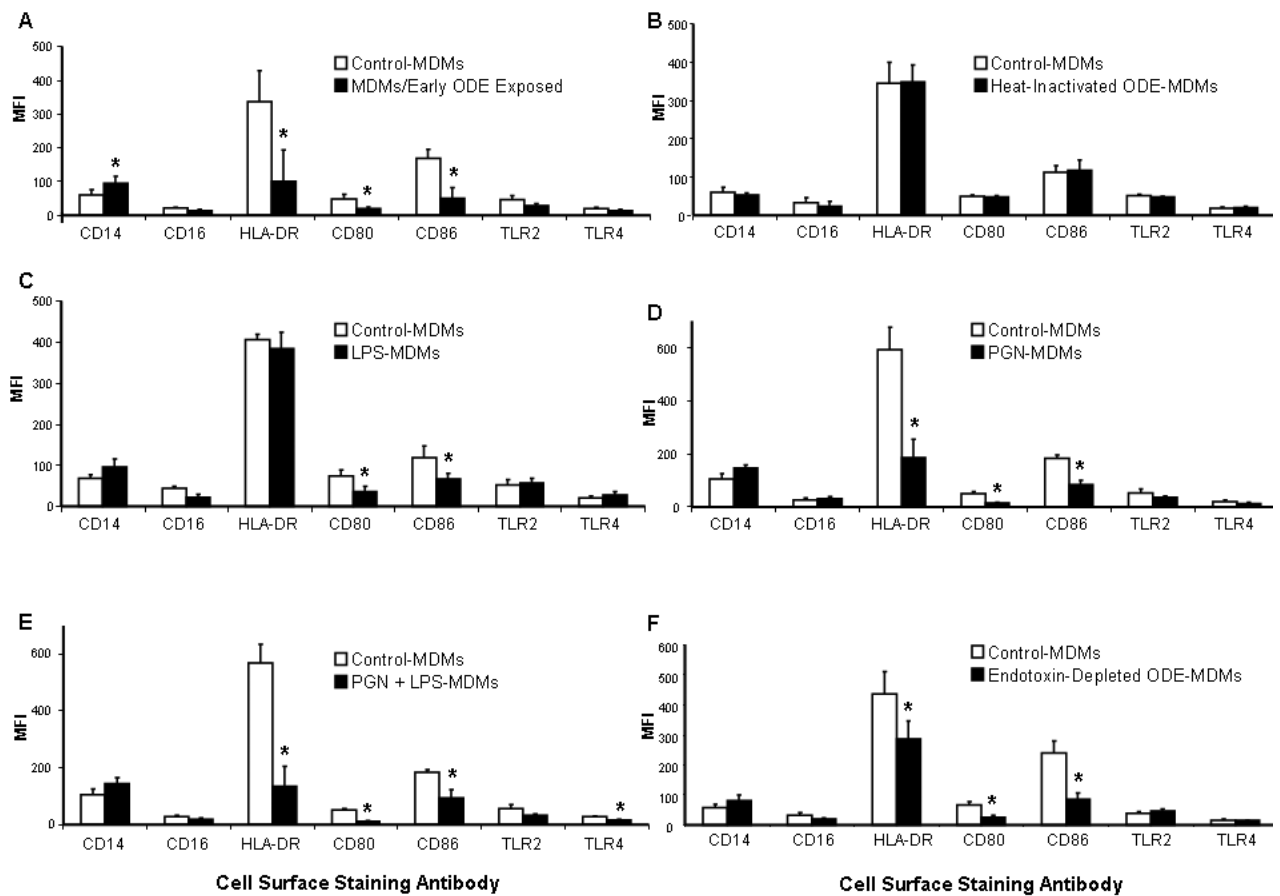 A
500
400
300
200
100
0
MFI
Control-MDMs
MDMs/Early ODE Exposed
*
*
*
*
CD14 CD16 HLA-DR CD80 CD86 TLR2 TLR4
B
500
400
300
200
100
0
MFI
Control-MDMs
Heat-Inactivated ODE-MDMs
CD14 CD16 HLA-DR CD80 CD86 TLR2 TLR4
C
500
400
300
200
100
0
MFI
Control-MDMs
LPS-MDMs
*
*
CD14 CD16 HLA-DR CD80 CD86 TLR2 TLR4
D
600
400
200
0
MFI
Control-MDMs
PGN-MDMs
*
*
*
CD14 CD16 HLA-DR CD80 CD86 TLR2 TLR4
E
600
400
200
0
MFI
Control-MDMs
PGN + LPS-MDMs
*
*
*
*
CD14 CD16 HLA-DR CD80 CD86 TLR2 TLR4
Cell Surface Staining Antibody
F
600
500
400
300
200
100
0
MFI
Control-MDMs
Endotoxin-Depleted ODE-MDMs
*
*
*
CD14 CD16 HLA-DR CD80 CD86 TLR2 TLR4
Cell Surface Staining Antibody